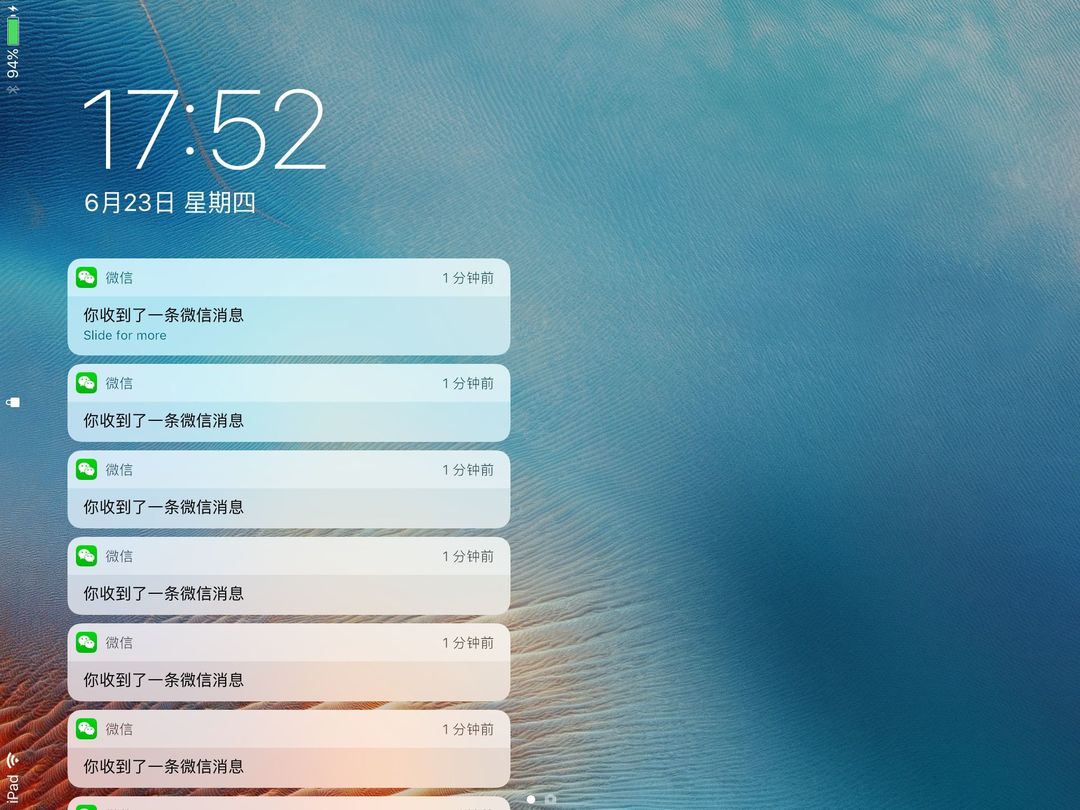 94%
iPad
17:52
6月23日 星期四
微信
1 分钟前
你收到了一条微信消息
Slide for more
微信
1 分钟前
你收到了一条微信消息
微信
1 分钟前
你收到了一条微信消息
微信
1 分钟前
你收到了一条微信消息
微信
1 分钟前
你收到了一条微信消息
微信
1 分钟前
你收到了一条微信消息